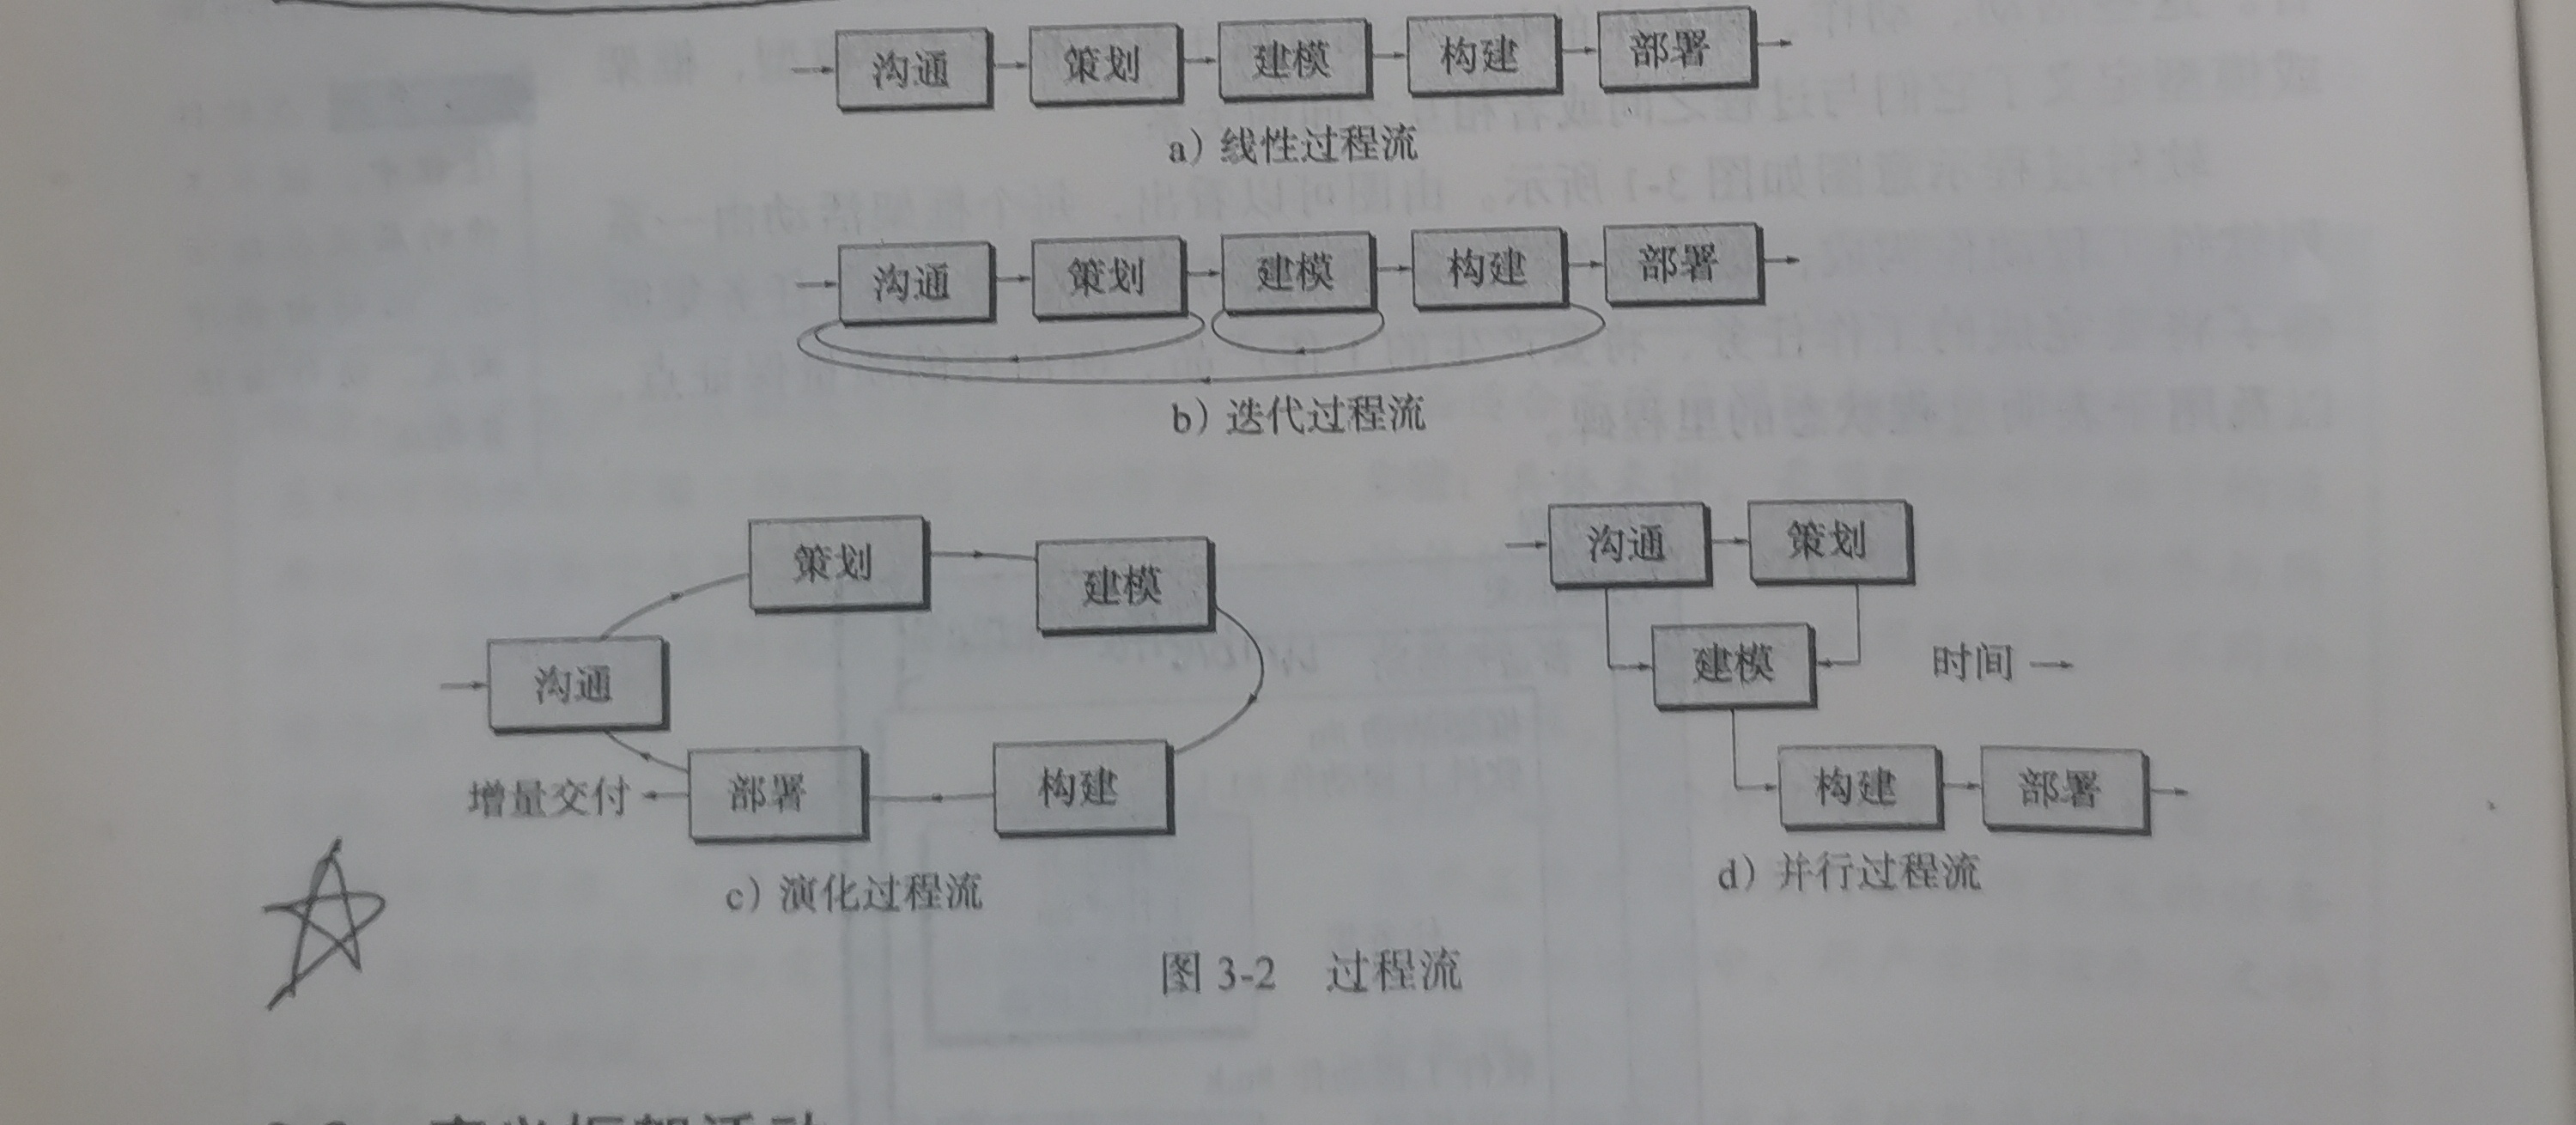 沟通 策划 建模 构建 部署
a) 线性过程流
沟通 策划 建模 构建 部署
b) 迭代过程流
策划 建模
沟通
增量交付 部署 构建
c) 演化过程流
沟通 策划
建模 时间
构建 部署
d) 并行过程流
图 3-2 过程流